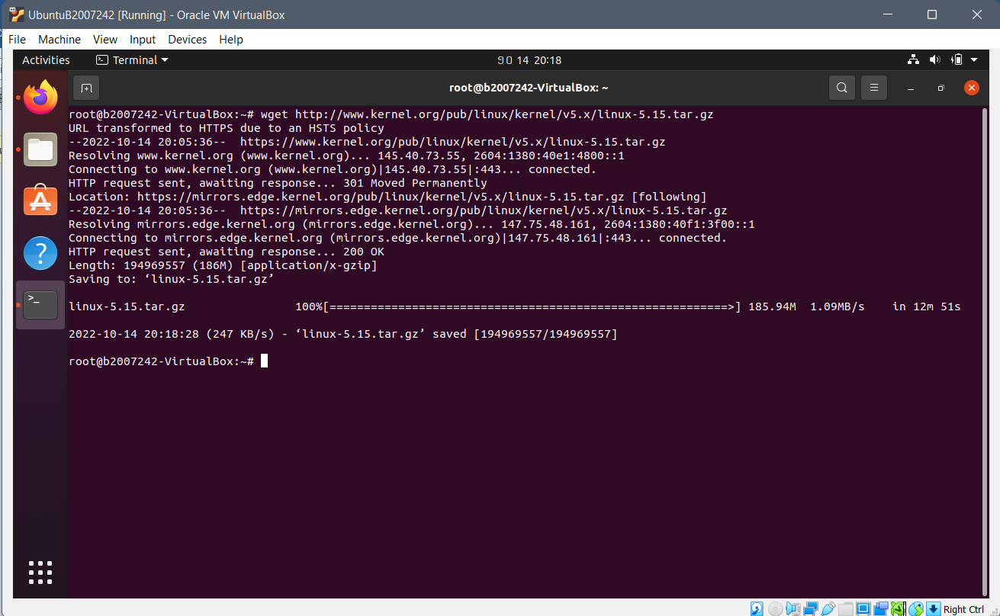 UbuntuB2007242 [Running] - Oracle VM VirtualBox
File Machine View Input Devices Help
Activities Terminal 14 20:18
root@b2007242-VirtualBox: ~
root@b2007242-VirtualBox:~# wget http://www.kernel.org/pub/linux/kernel/v5.x/linux-5.15.tar.gz
URL transformed to HTTPS due to an HSTS policy
--2022-10-14 20:05:36--  https://www.kernel.org/pub/linux/kernel/v5.x/linux-5.15.tar.gz
Resolving www.kernel.org (www.kernel.org)... 145.40.73.55, 2604:1380:40e1:4800::1
Connecting to www.kernel.org (www.kernel.org)|145.40.73.55|:443... connected.
HTTP request sent, awaiting response... 301 Moved Permanently
Location: https://mirrors.edge.kernel.org/pub/linux/kernel/v5.x/linux-5.15.tar.gz [following]
--2022-10-14 20:05:36--  https://mirrors.edge.kernel.org/pub/linux/kernel/v5.x/linux-5.15.tar.gz
Resolving mirrors.edge.kernel.org (mirrors.edge.kernel.org)... 147.75.48.161, 2604:1380:40f1:3f00::1
Connecting to mirrors.edge.kernel.org (mirrors.edge.kernel.org)|147.75.48.161|:443... connected.
HTTP request sent, awaiting response... 200 OK
Length: 194969557 (186M) [application/x-gzip]
Saving to: ‘linux-5.15.tar.gz’
linux-5.15.tar.gz 100%[==========================================================>] 185.94M 1.09MB/s in 12m 51s
2022-10-14 20:18:28 (247 KB/s) - ‘linux-5.15.tar.gz’ saved [194969557/194969557]
root@b2007242-VirtualBox:~#
Right Ctrl